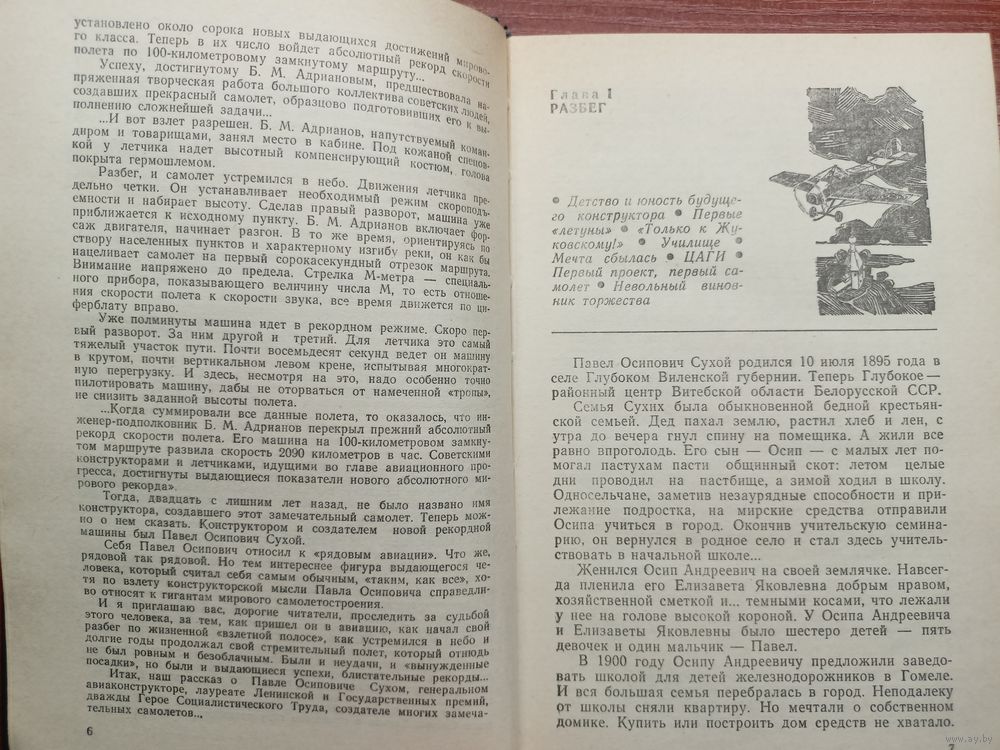 установлено около сорока новых выдающихся достижений мирово-
го класса. Теперь в их число войдет абсолютный рекорд скорости
полета по 100-километровому замкнутому маршруту...
Успеху, достигнутому Б. М. Адриановым, предшествовала на-
пряженная творческая работа большого коллектива советских людей,
создавших прекрасный самолет, образцово подготовивших его к вы-
полнению сложнейшей задачи...
...И вот взлет разрешен. Б. М. Адрианов, напутствуемый коман-
диром и товарищами, занял место в кабине. Под кожаной спецов-
кой у летчика надет высотный компенсирующий костюм, голова
покрыта гермошлемом.
Разбег, и самолет устремился в небо. Движения летчика пре-
дельно четки. Он устанавливает необходимый режим скороподъ-
емности и набирает высоту. Сделав правый разворот, машина уже
приближается к исходному пункту. Б. М. Адрианов включает фор-
саж двигателя, начинает разгон. В то же время, ориентируясь по
створу населенных пунктов и характерному изгибу реки, он как бы
нацеливает самолет на первый сорокасекундный отрезок маршрута.
Внимание напряжено до предела. Стрелка М-метра — специаль-
ного прибора, показывающего величину числа М, то есть отноше-
ния скорости полета к скорости звука, все время движется по ци-
ферблату вправо.
Уже полминуты машина идет в рекордном режиме. Скоро пер-
вый разворот. За ним другой и третий. Для летчика это самый
тяжелый участок пути. Почти восемьдесят секунд ведет он машину
в крутом, почти вертикальном левом крене, испытывая многократ-
ную перегрузку. И здесь, несмотря на это, надо особенно точно
пилотировать машину, дабы не оторваться от намеченной «тропы»,
не снизить заданной высоты полета.
...Когда суммировали все данные полета, то оказалось, что ин-
женер-подполковник Б. М. Адрианов перекрыл прежний абсолютный
рекорд скорости полета. Его машина на 100-километровом замкну-
том маршруте развила скорость 2090 километров в час. Советскими
конструкторами и летчиками, идущими во главе авиационного про-
гресса, достигнуты выдающиеся показатели нового абсолютного ми-
рового рекорда».
Тогда, двадцать с лишним лет назад, не было названо имя
конструктора, создавшего этот замечательный самолет. Теперь мож-
но о нем сказать. Конструктором и создателем новой рекордной
машины был Павел Осипович Сухой.
Себя Павел Осипович относил к «рядовым авиации». Что же,
рядовой так рядовой. Но тем интереснее фигура выдающегося че-
ловека, который считал себя самым обычным, «таким, как все», хо-
тя по взлету конструкторской мысли Павла Осиповича справедли-
во относят к гигантам мирового самолетостроения.
И я приглашаю вас, дорогие читатели, проследить за судьбой
этого человека, за тем, как пришел он в авиацию, как начал свой
разбег по жизненной «взлетной полосе», как устремился в небо и
долгие годы продолжал свой стремительный полет, который отнюдь
не был ровным и безоблачным. Были и неудачи, и «вынужденные
посадки», но были и выдающиеся успехи, блистательные рекорды...
Итак, наш рассказ о Павле Осиповиче Сухом, генеральном
авиаконструкторе, лауреате Ленинской и Государственных премий,
дважды Герое Социалистического Труда, создателе многих замеча-
тельных самолетов...
6
Глава I
РАЗБЕГ
• Детство и юность будуще-
го конструктора • Первые
«летуны» • «Только к Жу-
ковскому!» • Училище •
Мечта сбылась • ЦАГИ •
Первый проект, первый са-
молет • Невольный винов-
ник торжества
Павел Осипович Сухой родился 10 июля 1895 года в
селе Глубоком Виленской губернии. Теперь Глубокое —
районный центр Витебской области Белорусской ССР.
Семья Сухих была обыкновенной бедной крестьян-
ской семьей. Дед пахал землю, растил хлеб и лен, с
утра до вечера гнул спину на помещика. А жили все
равно впроголодь. Его сын — Осип — с малых лет по-
могал пастухам пасти общинный скот: летом целые
дни проводил на пастбище, а зимой ходил в школу.
Односельчане, заметив незаурядные способности и при-
лежание подростка, на мирские средства отправили
Осипа учиться в город. Окончив учительскую семина-
рию, он вернулся в родное село и стал здесь учитель-
ствовать в начальной школе...
Женился Осип Андреевич на своей землячке. Навсег-
да пленила его Елизавета Яковлевна добрым нравом,
хозяйственной сметкой и... темными косами, что лежали
у нее на голове высокой короной. У Осипа Андреевича
и Елизаветы Яковлевны было шестеро детей — пять
девочек и один мальчик — Павел.
В 1900 году Осипу Андреевичу предложили заведо-
вать школой для детей железнодорожников в Гомеле.
И вся большая семья перебралась в город. Неподалеку
от школы сняли квартиру. Но мечтали о собственном
домике. Купить или построить дом средств не хватало.
7
www.ay.by